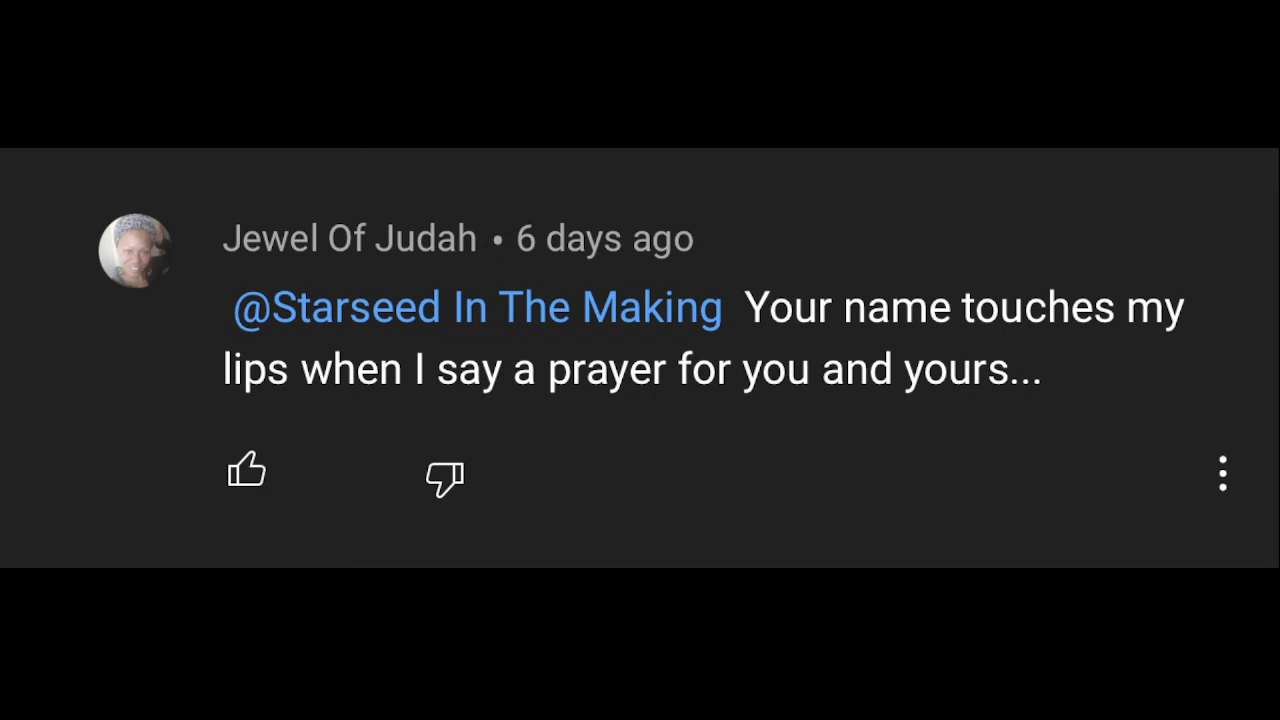 Jewel Of Judah • 6 days ago
@Starseed In The Making Your name touches my
lips when I say a prayer for you and yours...